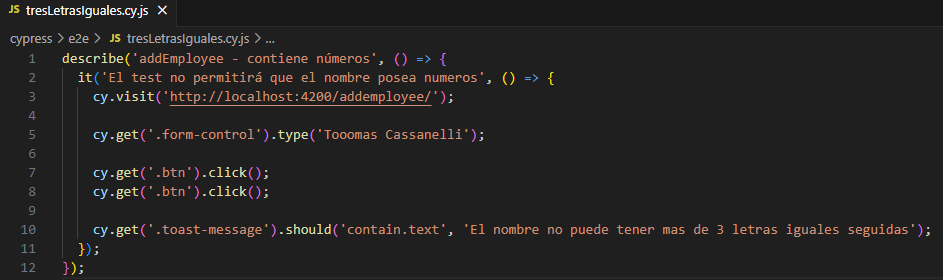 JS tresLetrasIguales.cy.js ×
cypress > e2e > JS tresLetrasIguales.cy.js > ...
1 describe('addEmployee - contiene números', () => {
2 it('El test no permitirá que el nombre posea numeros', () => {
3 cy.visit('http://localhost:4200/addemployee/');
4
5 cy.get('.form-control').type('Tooomas Cassanelli');
6
7 cy.get('.btn').click();
8 cy.get('.btn').click();
9
10 cy.get('.toast-message').should('contain.text', 'El nombre no puede tener mas de 3 letras iguales seguidas');
11 });
12 });